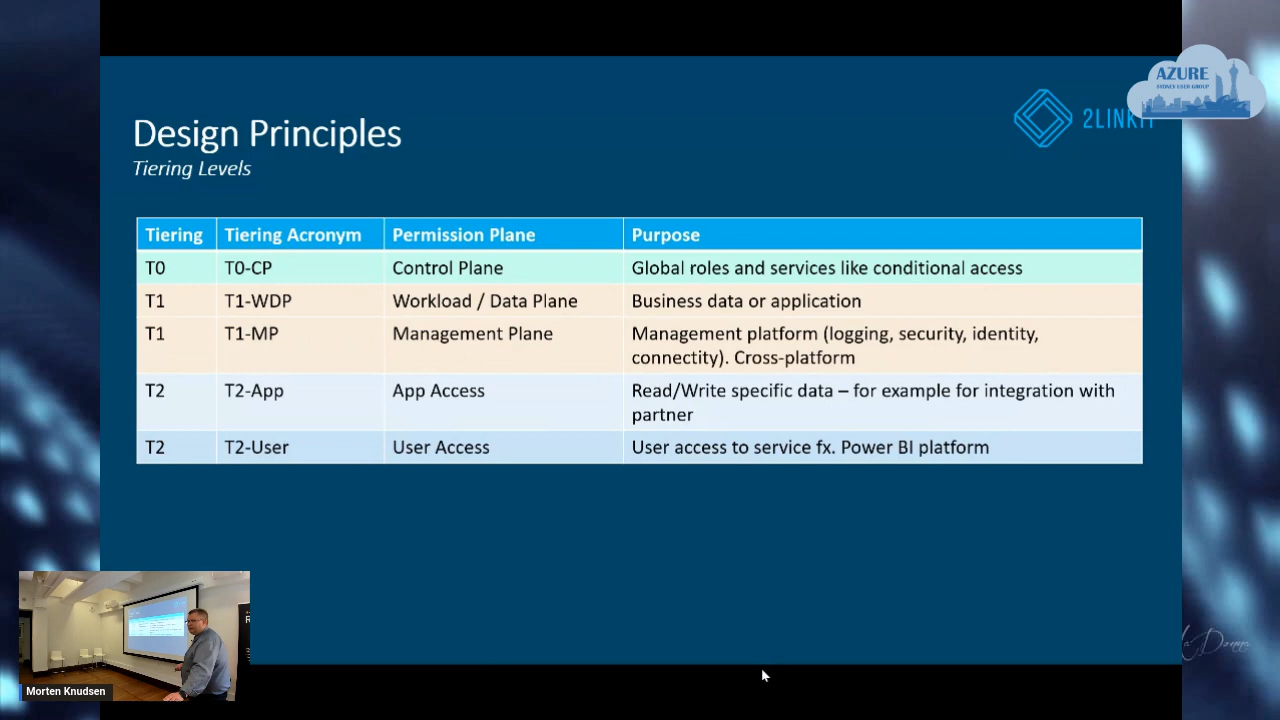 AZURE
SYDNEY USER GROUP
2LINKIT
Design Principles
Tiering Levels
Tiering Tiering Acronym Permission Plane Purpose
T0 T0-CP Control Plane Global roles and services like conditional access
T1 T1-WDP Workload / Data Plane Business data or application
T1 T1-MP Management Plane Management platform (logging, security, identity,
connectity). Cross-platform
T2 T2-App App Access Read/Write specific data – for example for integration with
partner
T2 T2-User User Access User access to service fx. Power BI platform
Morten Knudsen